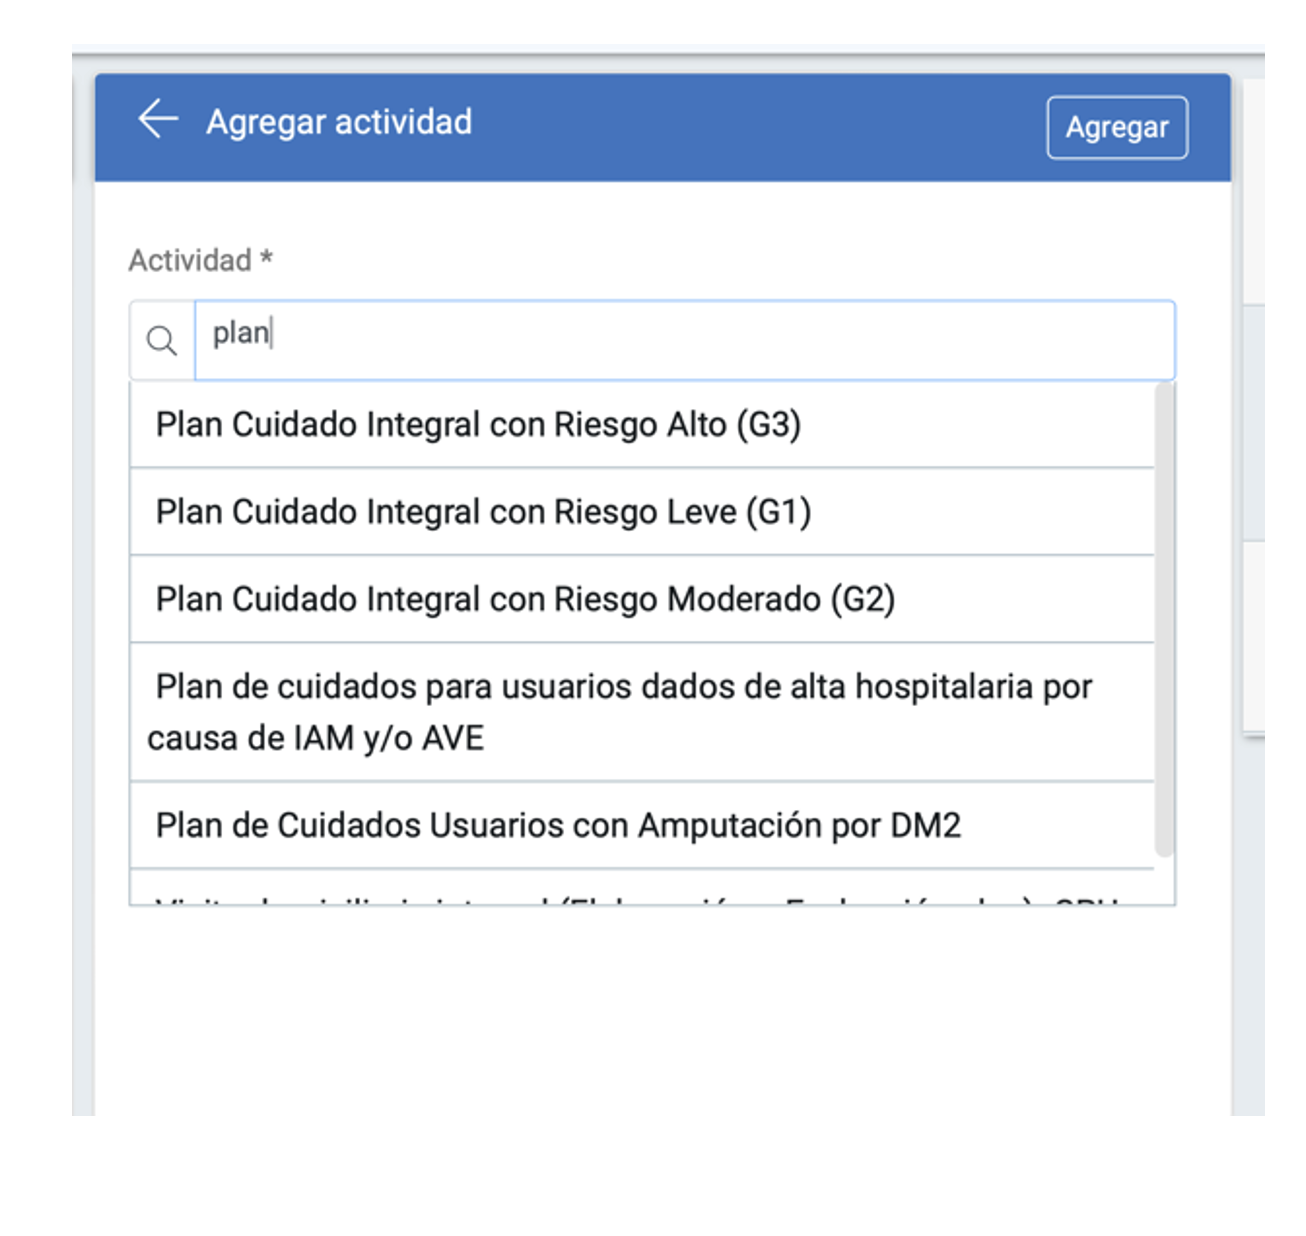 Agregar actividad
Agregar
Actividad *
plan
Plan Cuidado Integral con Riesgo Alto (G3)
Plan Cuidado Integral con Riesgo Leve (G1)
Plan Cuidado Integral con Riesgo Moderado (G2)
Plan de cuidados para usuarios dados de alta hospitalaria por
causa de IAM y/o AVE
Plan de Cuidados Usuarios con Amputación por DM2